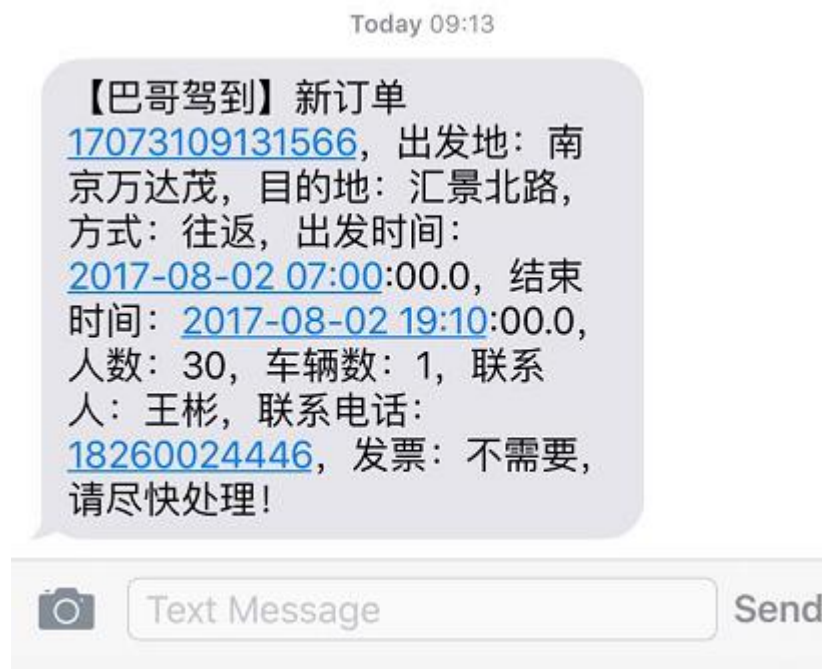 Today 09:13
【巴哥驾到】新订单
17073109131566，出发地：南
京万达茂，目的地：汇景北路，
方式：往返，出发时间：
2017-08-02 07:00:00.0，结束
时间：2017-08-02 19:10:00.0，
人数：30，车辆数：1，联系
人：王彬，联系电话：
18260024446，发票：不需要，
请尽快处理！
Text Message
Send